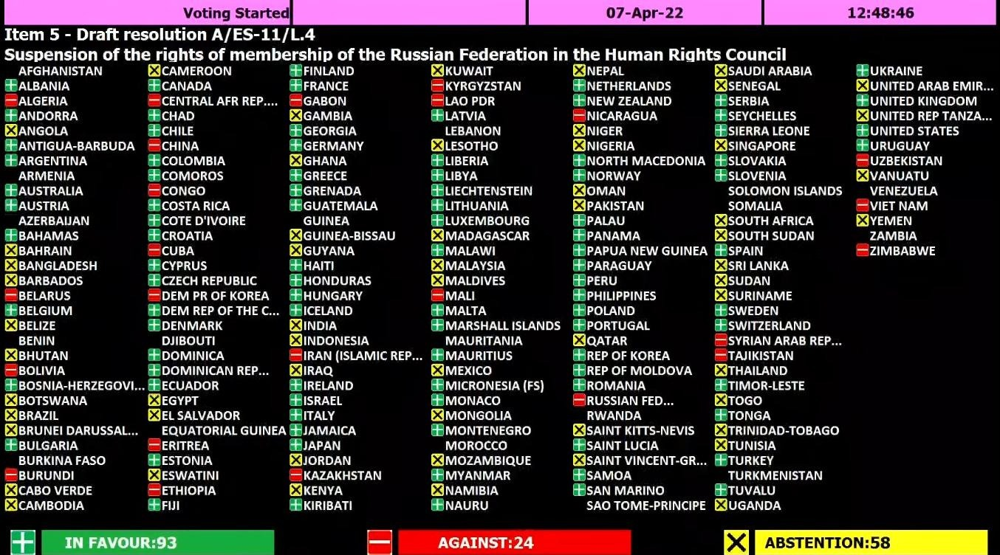 Voting Started 07-Apr-22 12:48:46
Item 5 - Draft resolution A/ES-11/L.4
Suspension of the rights of membership of the Russian Federation in the Human Rights Council
AFGHANISTAN
ALBANIA
ALGERIA
ANDORRA
ANGOLA
ANTIGUA-BARBUDA
ARGENTINA
ARMENIA
AUSTRALIA
AUSTRIA
AZERBAIJAN
BAHAMAS
BAHRAIN
BANGLADESH
BARBADOS
BELARUS
BELGIUM
BELIZE
BENIN
BHUTAN
BOLIVIA
BOSNIA-HERZEGOVI...
BOTSWANA
BRAZIL
BRUNEI DARUSSAL...
BULGARIA
BURKINA FASO
BURUNDI
CABO VERDE
CAMBODIA
CAMEROON
CANADA
CENTRAL AFR REP....
CHAD
CHILE
CHINA
COLOMBIA
COMOROS
CONGO
COSTA RICA
COTE D'IVOIRE
CROATIA
CUBA
CYPRUS
CZECH REPUBLIC
DEM PR OF KOREA
DEM REP OF THE C...
DENMARK
DJIBOUTI
DOMINICA
DOMINICAN REP...
ECUADOR
EGYPT
EL SALVADOR
EQUATORIAL GUINEA
ERITREA
ESTONIA
ESWATINI
ETHIOPIA
FIJI
FINLAND
FRANCE
GABON
GAMBIA
GEORGIA
GERMANY
GHANA
GREECE
GRENADA
GUATEMALA
GUINEA
GUINEA-BISSAU
GUYANA
HAITI
HONDURAS
HUNGARY
ICELAND
INDIA
INDONESIA
IRAN (ISLAMIC REP...
IRAQ
IRELAND
ISRAEL
ITALY
JAMAICA
JAPAN
JORDAN
KAZAKHSTAN
KENYA
KIRIBATI
KUWAIT
KYRGYZSTAN
LAO PDR
LATVIA
LEBANON
LESOTHO
LIBERIA
LIBYA
LIECHTENSTEIN
LITHUANIA
LUXEMBOURG
MADAGASCAR
MALAWI
MALAYSIA
MALDIVES
MALI
MALTA
MARSHALL ISLANDS
MAURITANIA
MAURITIUS
MEXICO
MICRONESIA (FS)
MONACO
MONGOLIA
MONTENEGRO
MOROCCO
MOZAMBIQUE
MYANMAR
NAMIBIA
NAURU
NEPAL
NETHERLANDS
NEW ZEALAND
NICARAGUA
NIGER
NIGERIA
NORTH MACEDONIA
NORWAY
OMAN
PAKISTAN
PALAU
PANAMA
PAPUA NEW GUINEA
PARAGUAY
PERU
PHILIPPINES
POLAND
PORTUGAL
QATAR
REP OF KOREA
REP OF MOLDOVA
ROMANIA
RUSSIAN FED...
RWANDA
SAINT KITTS-NEVIS
SAINT LUCIA
SAINT VINCENT-GR...
SAMOA
SAN MARINO
SAO TOME-PRINCIPE
SAUDI ARABIA
SENEGAL
SERBIA
SEYCHELLES
SIERRA LEONE
SINGAPORE
SLOVAKIA
SLOVENIA
SOLOMON ISLANDS
SOMALIA
SOUTH AFRICA
SOUTH SUDAN
SPAIN
SRI LANKA
SUDAN
SURINAME
SWEDEN
SWITZERLAND
SYRIAN ARAB REP...
TAJIKISTAN
THAILAND
TIMOR-LESTE
TOGO
TONGA
TRINIDAD-TOBAGO
TUNISIA
TURKEY
TURKMENISTAN
TUVALU
UGANDA
UKRAINE
UNITED ARAB EMIR...
UNITED KINGDOM
UNITED REP TANZA...
UNITED STATES
URUGUAY
UZBEKISTAN
VANUATU
VENEZUELA
VIET NAM
YEMEN
ZAMBIA
ZIMBABWE
IN FAVOUR:93 AGAINST:24 ABSTENTION:58